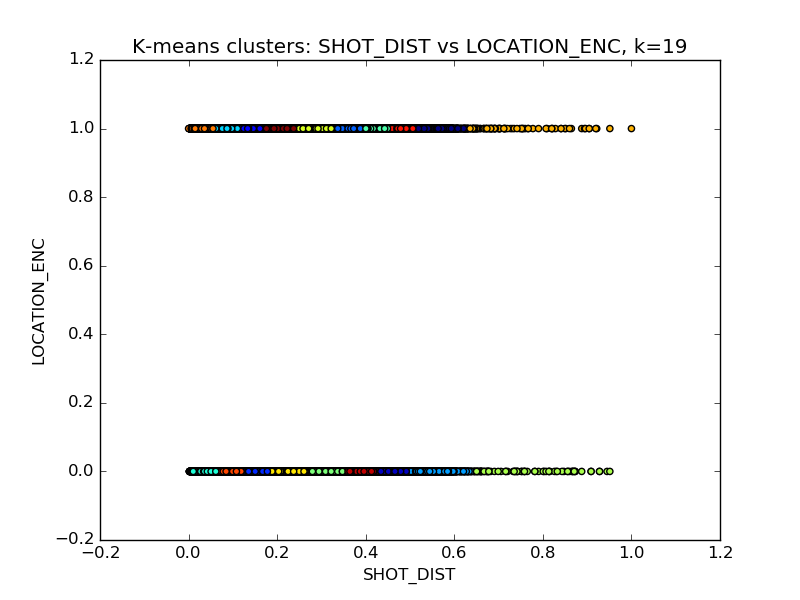 K-means clusters: SHOT_DIST vs LOCATION_ENC, k=19
1.2
1.0
0.8
0.6
0.4
0.2
0.0
−0.2
LOCATION_ENC
−0.2 0.0 0.2 0.4 0.6 0.8 1.0 1.2
SHOT_DIST